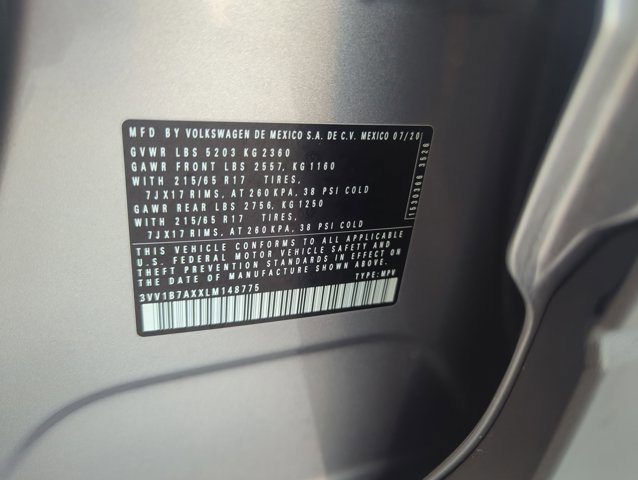 MFD BY VOLKSWAGEN DE MEXICO S.A. DE C.V. MEXICO 07/20
GVWR LBS 5203 KG 2360
GAWR FRONT LBS 2557, KG 1160
WITH 215/65 R17 TIRES,
7JX17 RIMS, AT 260 KPA, 38 PSI COLD
GAWR REAR LBS 2756, KG 1250
WITH 215/65 R17 TIRES,
7JX17 RIMS, AT 260 KPA, 38 PSI COLD
THIS VEHICLE CONFORMS TO ALL APPLICABLE
U.S. FEDERAL MOTOR VEHICLE SAFETY AND
THEFT PREVENTION STANDARDS IN EFFECT ON
THE DATE OF MANUFACTURE SHOWN ABOVE.
3VV1B7AXXLM148775 TYPE: MPV
1530366 3528